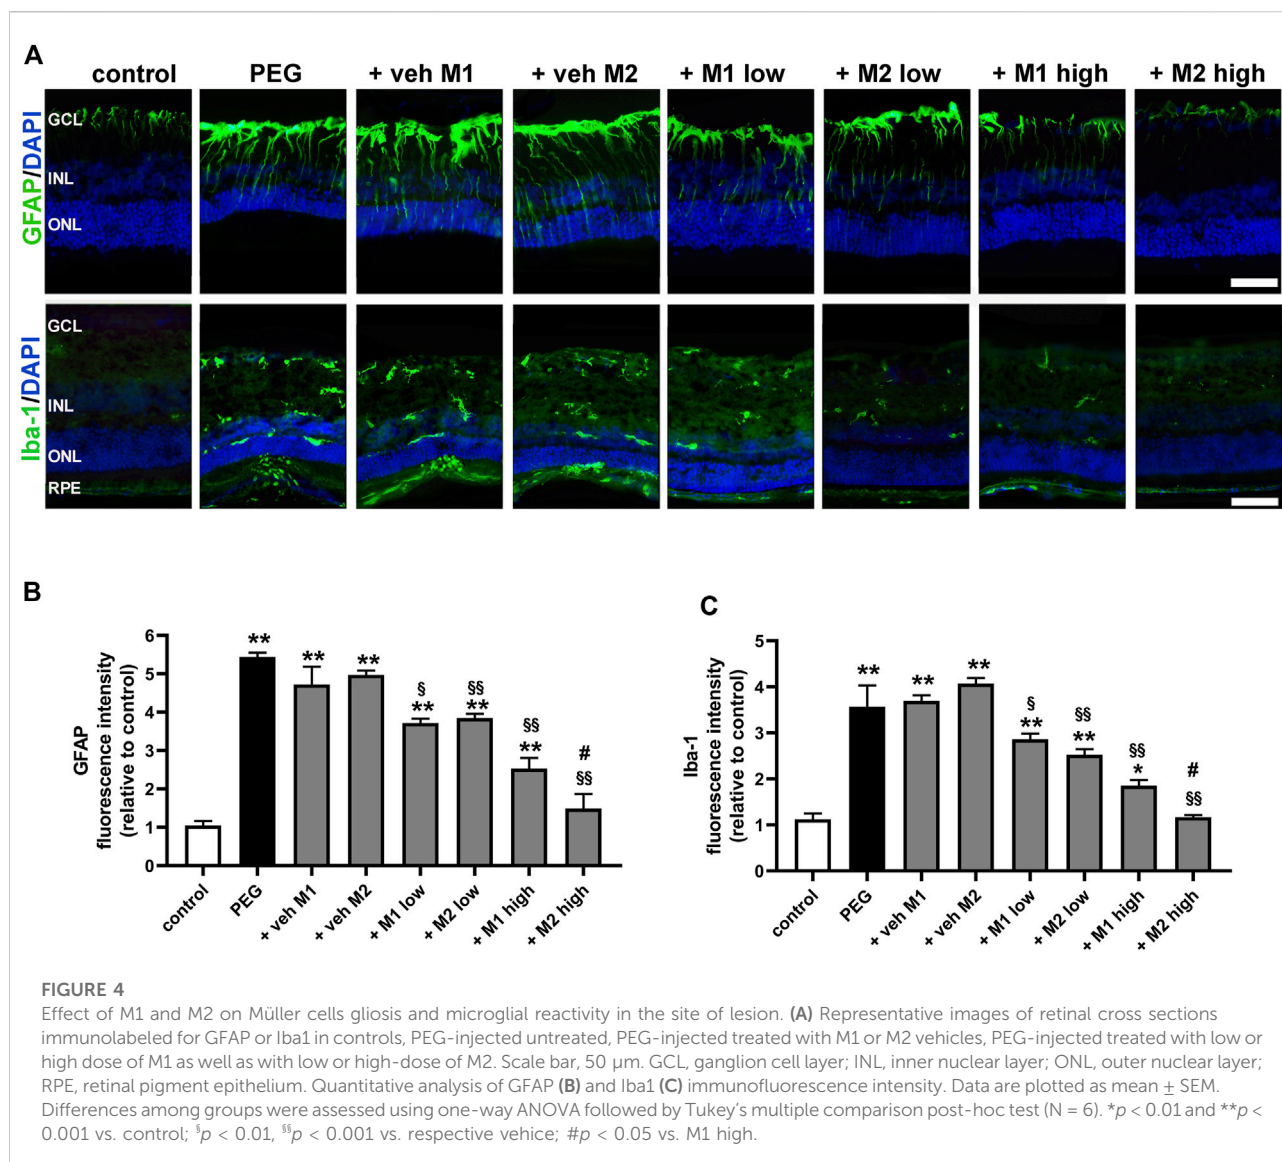 A
control PEG + veh M1 + veh M2 + M1 low + M2 low + M1 high + M2 high
GFAP/DAPI
GCL
INL
ONL
Iba-1/DAPI
GCL
INL
ONL
RPE
B
GFAP
fluorescence intensity
(relative to control)
6
5
4
3
2
1
0
**
**
**
§
**
§§
**
§§
**
#
§§
control
PEG
+ veh M1
+ veh M2
+ M1 low
+ M2 low
+ M1 high
+ M2 high
C
Iba-1
fluorescence intensity
(relative to control)
5
4
3
2
1
0
**
**
**
§
**
§§
**
§§
*
#
§§
control
PEG
+ veh M1
+ veh M2
+ M1 low
+ M2 low
+ M1 high
+ M2 high
FIGURE 4
Effect of M1 and M2 on Müller cells gliosis and microglial reactivity in the site of lesion. (A) Representative images of retinal cross sections
immunolabeled for GFAP or Iba1 in controls, PEG-injected untreated, PEG-injected treated with M1 or M2 vehicles, PEG-injected treated with low or
high dose of M1 as well as with low or high-dose of M2. Scale bar, 50 µm. GCL, ganglion cell layer; INL, inner nuclear layer; ONL, outer nuclear layer;
RPE, retinal pigment epithelium. Quantitative analysis of GFAP (B) and Iba1 (C) immunofluorescence intensity. Data are plotted as mean ± SEM.
Differences among groups were assessed using one-way ANOVA followed by Tukey's multiple comparison post-hoc test (N = 6). *p < 0.01 and **p <
0.001 vs. control; §p < 0.01, §§p < 0.001 vs. respective vehice; #p < 0.05 vs. M1 high.